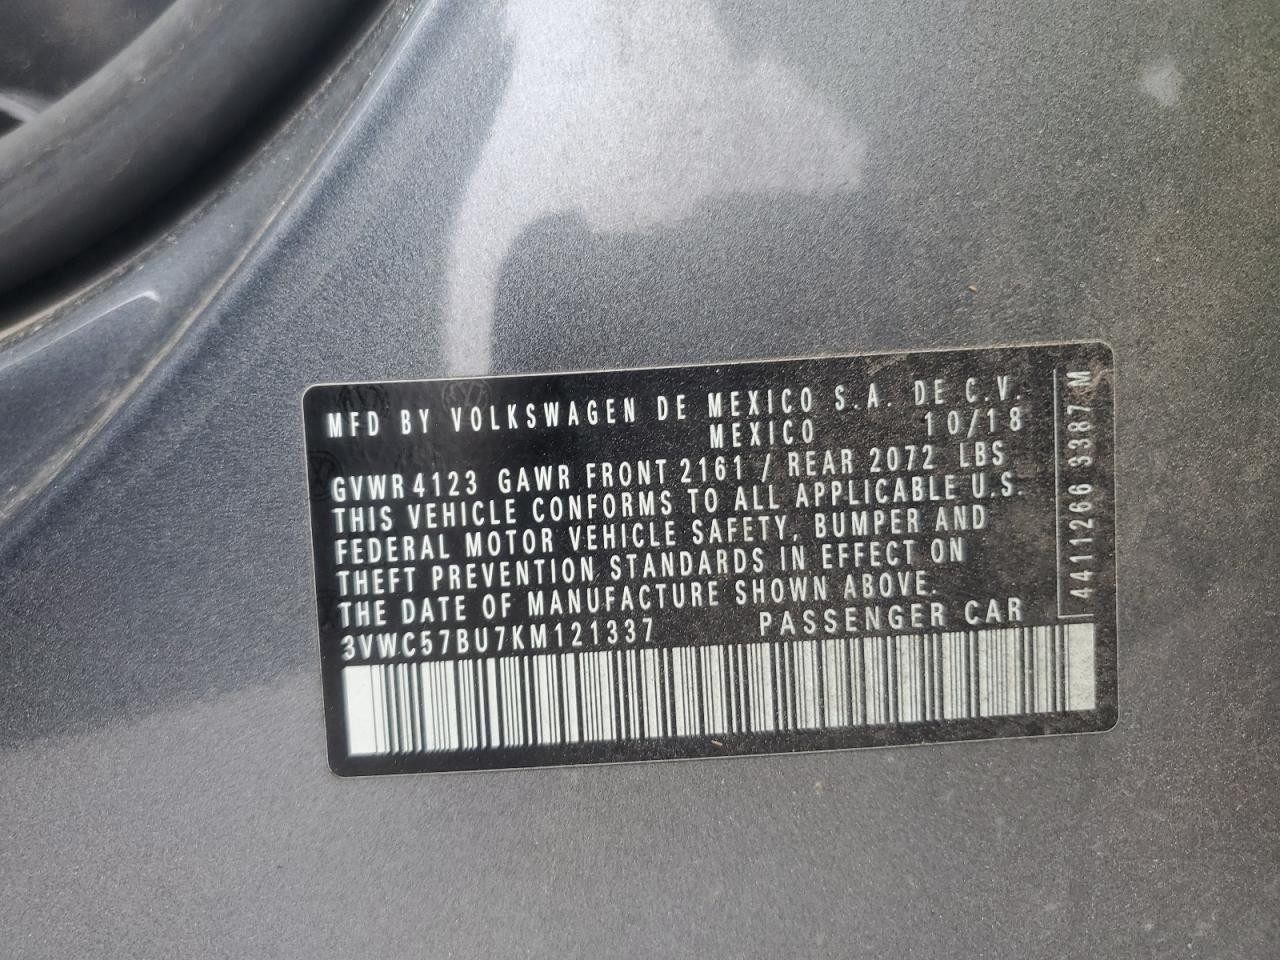 MFD BY VOLKSWAGEN DE MEXICO S.A. DE C.V.
MEXICO 10/18
GVWR 4123 GAWR FRONT 2161 / REAR 2072 LBS
THIS VEHICLE CONFORMS TO ALL APPLICABLE U.S.
FEDERAL MOTOR VEHICLE SAFETY, BUMPER AND
THEFT PREVENTION STANDARDS IN EFFECT ON
THE DATE OF MANUFACTURE SHOWN ABOVE.
3VWC57BU7KM121337 PASSENGER CAR
4411266 3387 M